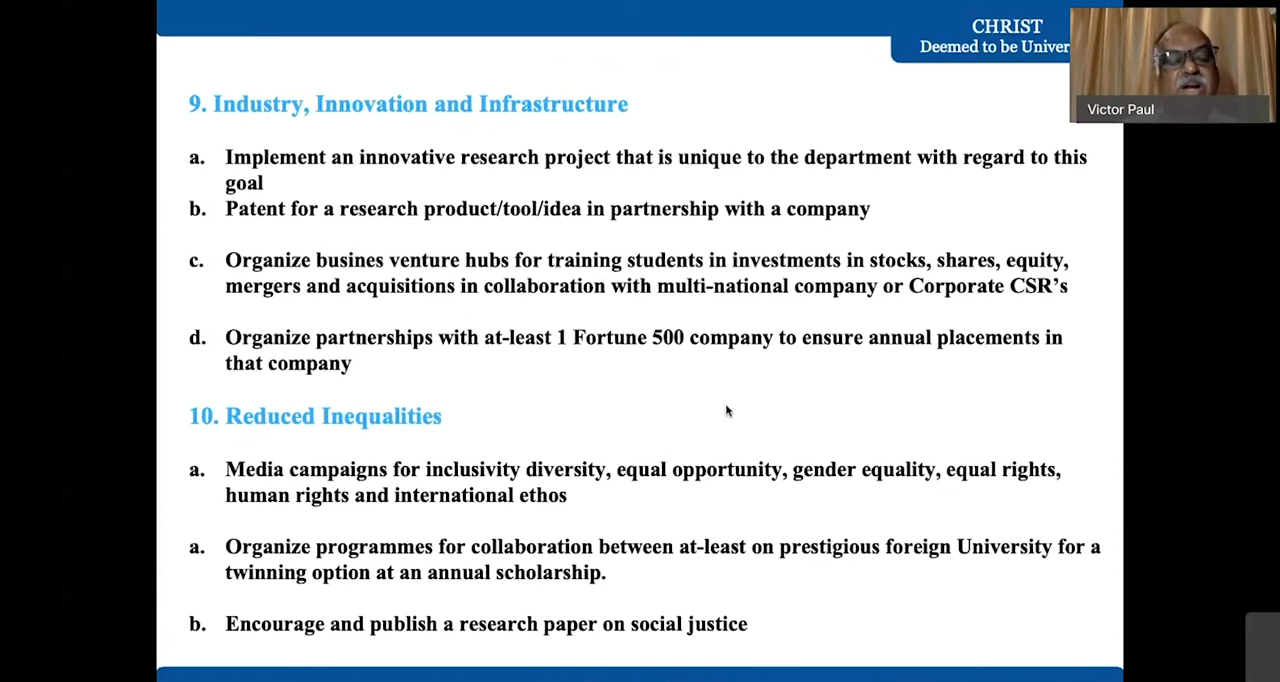 CHRIST
Deemed to be Univer
Victor Paul
9. Industry, Innovation and Infrastructure
a. Implement an innovative research project that is unique to the department with regard to this
goal
b. Patent for a research product/tool/idea in partnership with a company
c. Organize busines venture hubs for training students in investments in stocks, shares, equity,
mergers and acquisitions in collaboration with multi-national company or Corporate CSR’s
d. Organize partnerships with at-least 1 Fortune 500 company to ensure annual placements in
that company
10. Reduced Inequalities
a. Media campaigns for inclusivity diversity, equal opportunity, gender equality, equal rights,
human rights and international ethos
a. Organize programmes for collaboration between at-least on prestigious foreign University for a
twinning option at an annual scholarship.
b. Encourage and publish a research paper on social justice